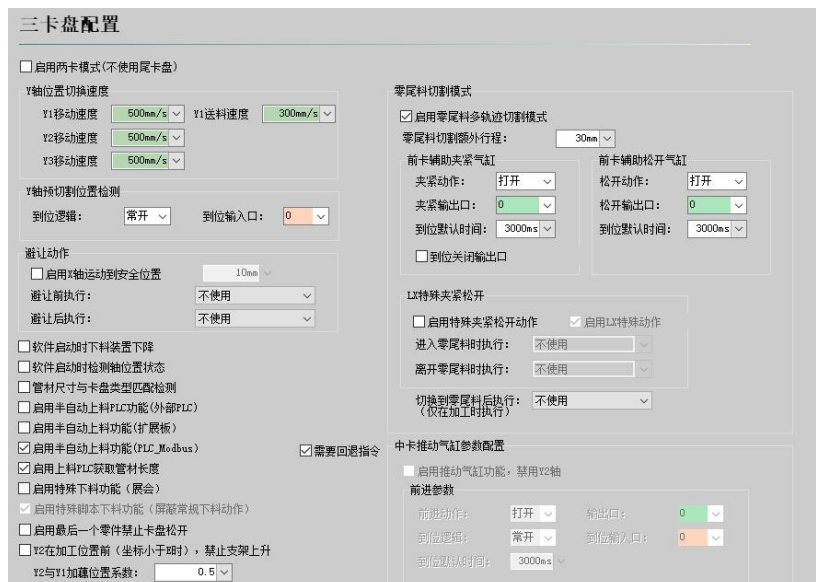 三卡盘配置
启用两卡模式(不使用尾卡盘)
Y轴位置切换速度
Y1移动速度 500mm/s Y1送料速度 300mm/s
Y2移动速度 500mm/s
Y3移动速度 500mm/s
Y轴预切割位置检测
到位逻辑: 常开 到位输入口: 0
避让动作
启用X轴运动到安全位置 10mm
避让前执行: 不使用
避让后执行: 不使用
软件启动时下料装置下降
软件启动时检测轴位置状态
管材尺寸与卡盘类型匹配检测
启用半自动上料PLC功能(外部PLC)
启用半自动上料功能(扩展板)
启用半自动上料功能(PLC_Modbus) 需要回退指令
启用上料PLC获取管材长度
启用特殊下料功能(展会)
启用特殊脚本下料功能(屏蔽常规下料动作)
启用最后一个零件禁止卡盘松开
Y2在加工位置前(坐标小于B时),禁止支架上升
Y2与Y1加 位置系数: 0.5
零尾料切割模式
启用零尾料多轨迹切割模式
零尾料切割额外行程: 30mm
前卡辅助夹紧气缸
夹紧动作: 打开
夹紧输出口: 0
到位默认时间: 3000ms
到位关闭输出口
前卡辅助松开气缸
松开动作: 打开
松开输出口: 0
到位默认时间: 3000ms
LX特殊夹紧松开
启用特殊夹紧松开动作 启用LX特殊动作
进入零尾料时执行: 不使用
离开零尾料时执行: 不使用
切换到零尾料后执行: 不使用
(仅在加工时执行)
中卡推动气缸参数配置
启用推动气缸功能,禁用Y2轴
前进参数
前进动作: 打开 输出口: 0
到位逻辑: 常开 到位输入口: 0
到位默认时间: 3000ms